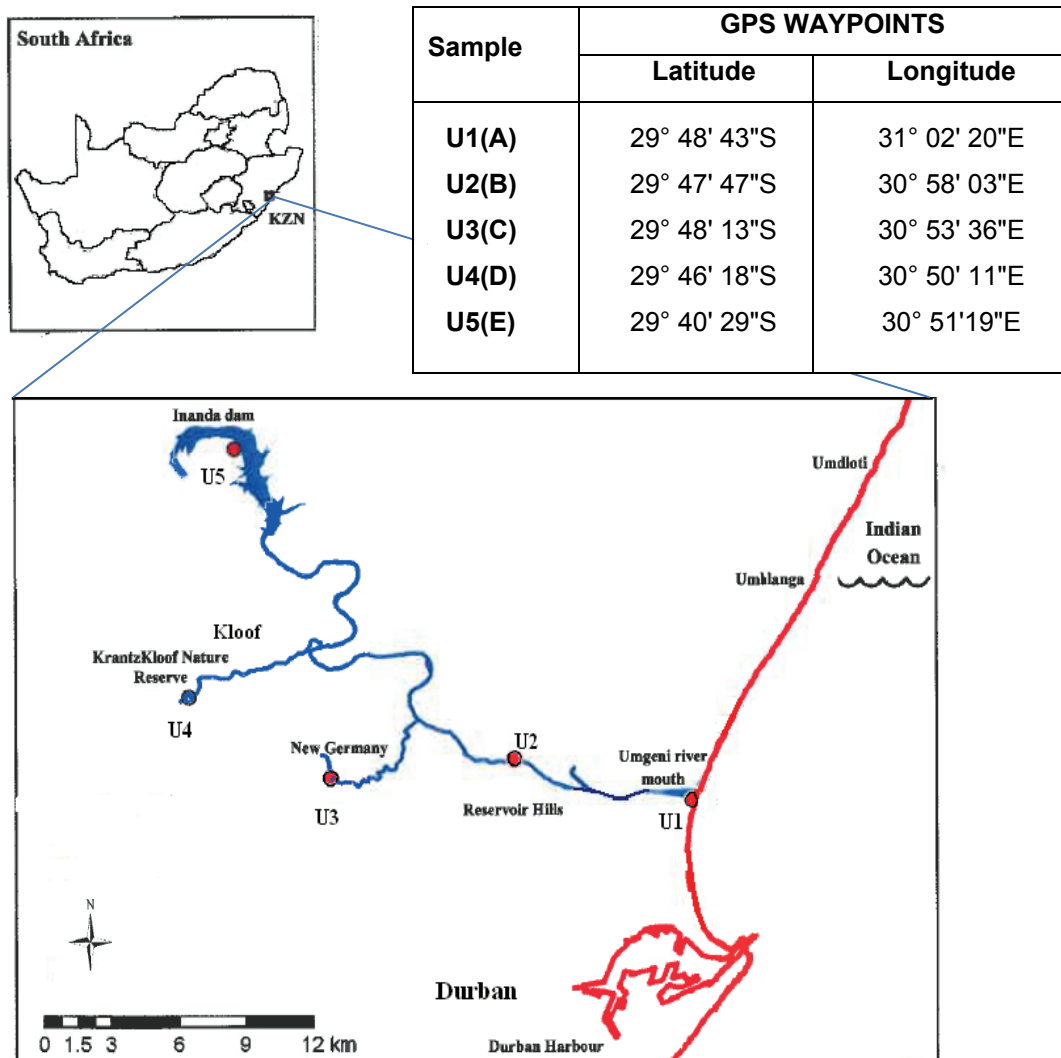 South Africa
KZN
Sample
GPS WAYPOINTS
Latitude Longitude
U1(A) 29° 48' 43"S 31° 02' 20"E
U2(B) 29° 47' 47"S 30° 58' 03"E
U3(C) 29° 48' 13"S 30° 53' 36"E
U4(D) 29° 46' 18"S 30° 50' 11"E
U5(E) 29° 40' 29"S 30° 51'19"E
Inanda dam
U5
Umdloti
Indian
Ocean
Umhlanga
Kloof
KrantzKloof Nature
Reserve
U4
New Germany
U3
U2
Reservoir Hills
Umgeni river
mouth
U1
N
Durban
Durban Harbour
0 1.5 3 6 9 12 km